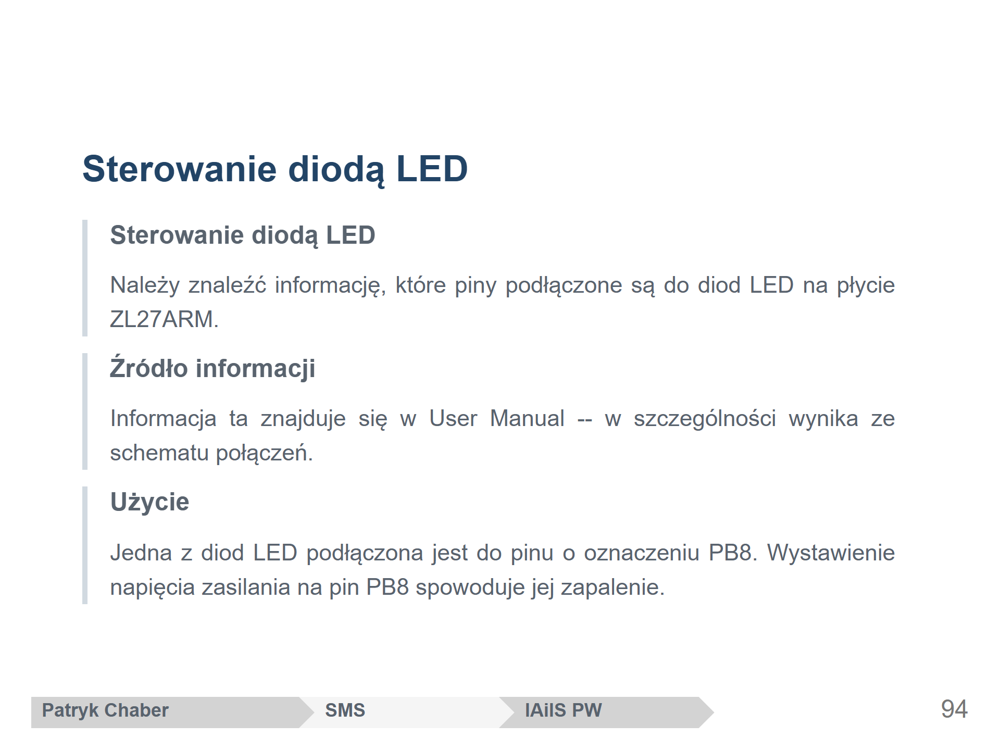 Sterowanie diodą LED
Sterowanie diodą LED
Należy znaleźć informację, które piny podłączone są do diod LED na płycie
ZL27ARM.
Źródło informacji
Informacja ta znajduje się w User Manual -- w szczególności wynika ze
schematu połączeń.
Użycie
Jedna z diod LED podłączona jest do pinu o oznaczeniu PB8. Wystawienie
napięcia zasilania na pin PB8 spowoduje jej zapalenie.
Patryk Chaber
SMS
IAiIS PW
94